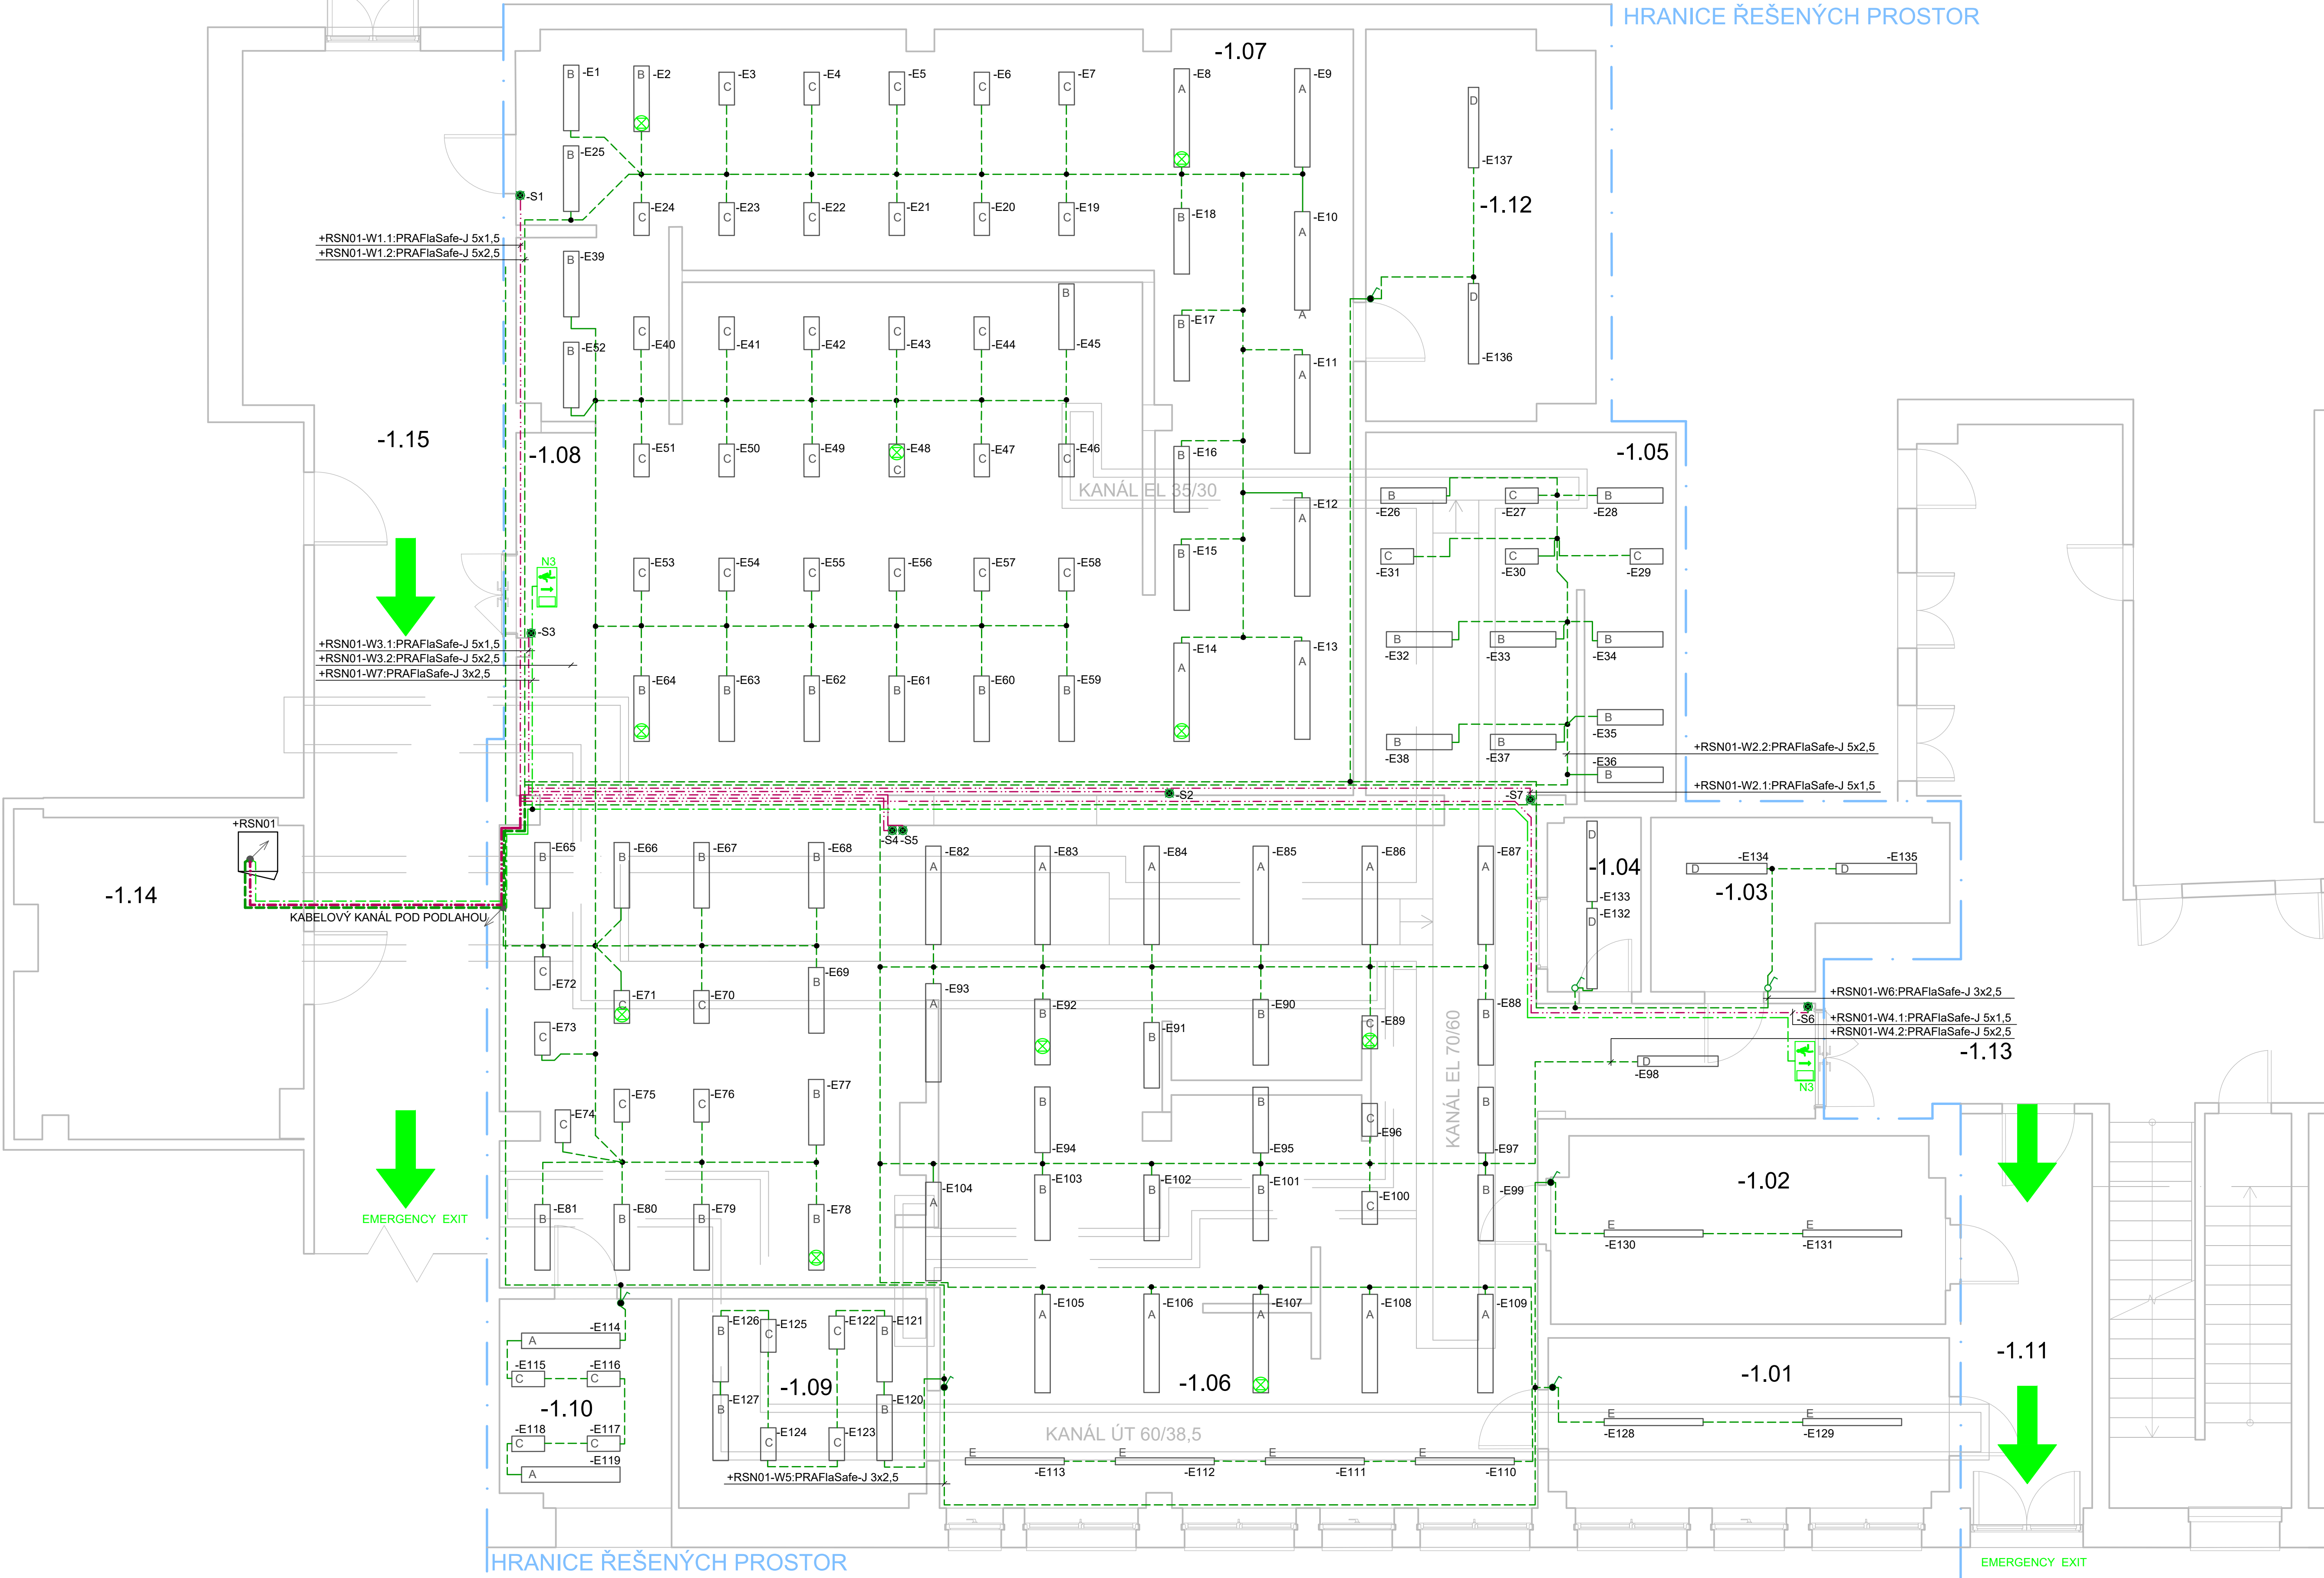 HRANICE ŘEŠENÝCH PROSTOR
-1.07
B -E1
B -E2
C -E3
C -E4
C -E5
C -E6
C -E7
A -E8
A -E9
D
-E137
-1.12
B -E25
-S1
C -E24
C -E23
C -E22
C -E21
C -E20
C -E19
B -E18
-E10
A
A
+RSN01-W1.1:PRAFlaSafe-J 5x1,5
+RSN01-W1.2:PRAFlaSafe-J 5x2,5
B -E39
D
-E136
B -E52
C -E40
C -E41
C -E42
C -E43
C -E44
B -E45
B -E17
-E11
A
-1.15
-1.08
C -E51
C -E50
C -E49
-E48
C
C -E47
C -E46
B -E16
-1.05
KANÁL EL 35/30
-E12
A
B
-E26
C
-E27
B
-E28
C
-E31
C
-E30
C
-E29
N3
C -E53
C -E54
C -E55
C -E56
C -E57
C -E58
B -E15
-S3
+RSN01-W3.1:PRAFlaSafe-J 5x1,5
+RSN01-W3.2:PRAFlaSafe-J 5x2,5
+RSN01-W7:PRAFlaSafe-J 3x2,5
B -E64
B -E63
B -E62
B -E61
B -E60
B -E59
-E14
A
-E13
A
B
-E32
B
-E33
B
-E34
B
-E38
B
-E37
B
-E35
-E36
B
+RSN01-W2.2:PRAFlaSafe-J 5x2,5
+RSN01-W2.1:PRAFlaSafe-J 5x1,5
-S2
-S7
-S4
-S5
+RSN01
-1.14
KABELOVÝ KANÁL POD PODLAHOU
B -E65
B -E66
B -E67
B -E68
A -E82
A -E83
A -E84
A -E85
A -E86
A -E87
D
-1.04
-E133
D -E132
D -E134
D -E135
-1.03
C -E72
C -E71
C -E70
B -E69
A -E93
B -E92
B -E91
B -E90
C -E89
B -E88
+RSN01-W6:PRAFlaSafe-J 3x2,5
-S6
+RSN01-W4.1:PRAFlaSafe-J 5x1,5
+RSN01-W4.2:PRAFlaSafe-J 5x2,5
-1.13
C -E73
D
-E98
N3
KANÁL EL 70/60
C -E74
C -E75
C -E76
B -E77
B
-E94
B
-E95
C
-E96
B
-E97
B -E81
B -E80
B -E79
B -E78
A -E104
B -E103
B -E102
B -E101
C -E100
B -E99
-1.02
E
-E130
E
-E131
EMERGENCY EXIT
A -E105
A -E106
A -E107
A -E108
A -E109
-E114
A
-E115
C
-E116
C
-1.10
-E118
C
-E117
C
-E119
A
B -E126
C -E125
C -E122
B -E121
-1.09
B -E127
C -E124
C -E123
B -E120
-1.06
-1.01
-1.11
E
-E128
E
-E129
KANÁL ÚT 60/38,5
E
-E113
E
-E112
E
-E111
E
-E110
+RSN01-W5:PRAFlaSafe-J 3x2,5
HRANICE ŘEŠENÝCH PROSTOR
EMERGENCY EXIT